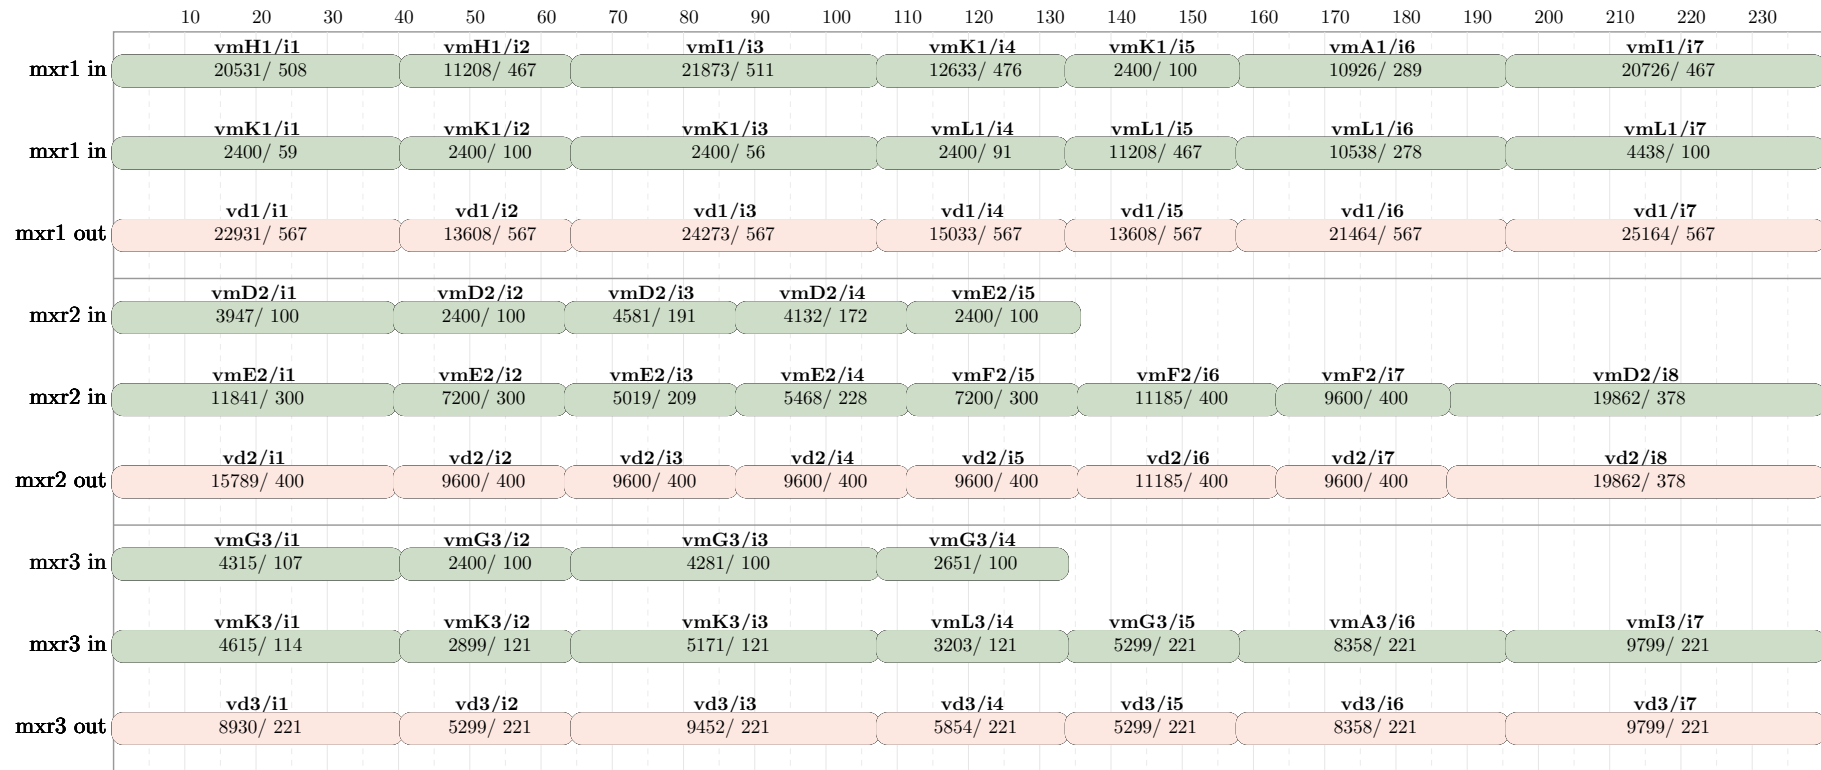 10 20 30 40 50 60 70 80 90 100 110 120 130 140 150 160 170 180 190 200 210 220 230
vmH1/i1 vmH1/i2 vmI1/i3 vmK1/i4 vmK1/i5 vmA1/i6 vmI1/i7
mxr1 in 20531/ 508 11208/ 467 21873/ 511 12633/ 476 2400/ 100 10926/ 289 20726/ 467
vmK1/i1 vmK1/i2 vmK1/i3 vmL1/i4 vmL1/i5 vmL1/i6 vmL1/i7
mxr1 in 2400/ 59 2400/ 100 2400/ 56 2400/ 91 11208/ 467 10538/ 278 4438/ 100
vd1/i1 vd1/i2 vd1/i3 vd1/i4 vd1/i5 vd1/i6 vd1/i7
mxr1 out 22931/ 567 13608/ 567 24273/ 567 15033/ 567 13608/ 567 21464/ 567 25164/ 567
vmD2/i1 vmD2/i2 vmD2/i3 vmD2/i4 vmE2/i5
mxr2 in 3947/ 100 2400/ 100 4581/ 191 4132/ 172 2400/ 100
vmE2/i1 vmE2/i2 vmE2/i3 vmE2/i4 vmF2/i5 vmF2/i6 vmF2/i7 vmD2/i8
mxr2 in 11841/ 300 7200/ 300 5019/ 209 5468/ 228 7200/ 300 11185/ 400 9600/ 400 19862/ 378
vd2/i1 vd2/i2 vd2/i3 vd2/i4 vd2/i5 vd2/i6 vd2/i7 vd2/i8
mxr2 out 15789/ 400 9600/ 400 9600/ 400 9600/ 400 9600/ 400 11185/ 400 9600/ 400 19862/ 378
vmG3/i1 vmG3/i2 vmG3/i3 vmG3/i4
mxr3 in 4315/ 107 2400/ 100 4281/ 100 2651/ 100
vmK3/i1 vmK3/i2 vmK3/i3 vmL3/i4 vmG3/i5 vmA3/i6 vmI3/i7
mxr3 in 4615/ 114 2899/ 121 5171/ 121 3203/ 121 5299/ 221 8358/ 221 9799/ 221
vd3/i1 vd3/i2 vd3/i3 vd3/i4 vd3/i5 vd3/i6 vd3/i7
mxr3 out 8930/ 221 5299/ 221 9452/ 221 5854/ 221 5299/ 221 8358/ 221 9799/ 221